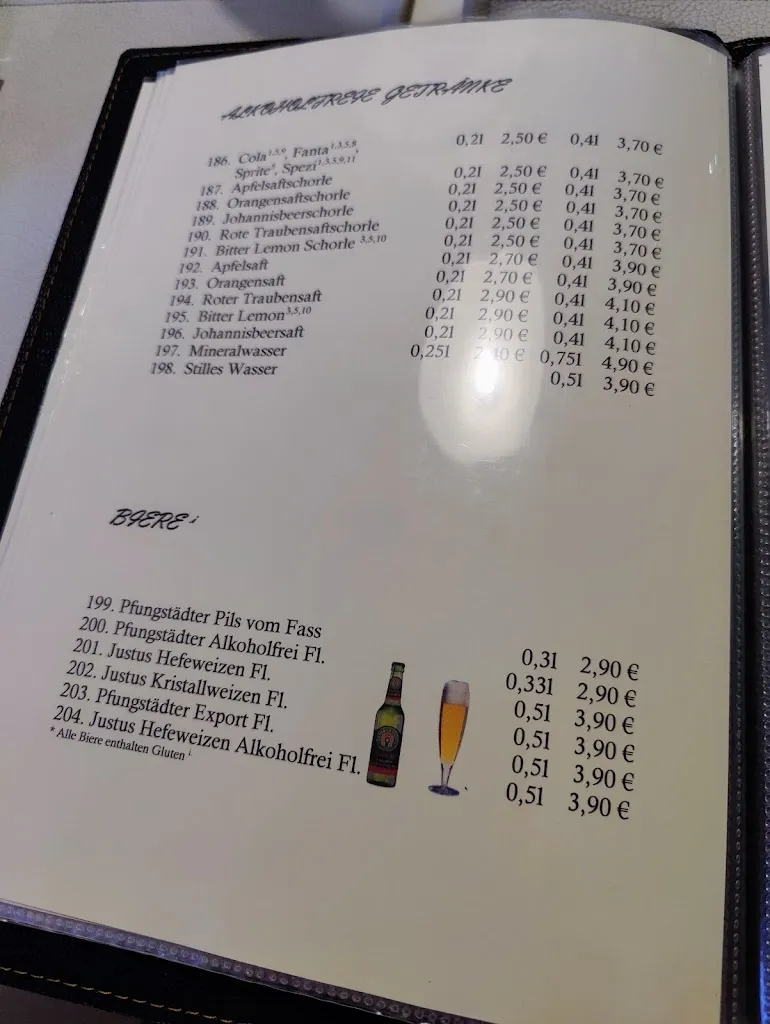 ALKOHOLFREIE GETRÄNKE
186. Cola 1,5,9, Fanta 1,3,5,8, 0,2l 2,50 € 0,4l 3,70 €
Sprite 5, Spezi 1,3,5,9,11
187. Apfelsaftschorle 0,2l 2,50 € 0,4l 3,70 €
188. Orangensaftschorle 0,2l 2,50 € 0,4l 3,70 €
189. Johannisbeerschorle 0,2l 2,50 € 0,4l 3,70 €
190. Rote Traubensaftschorle 0,2l 2,50 € 0,4l 3,70 €
191. Bitter Lemon Schorle 3,5,10 0,2l 2,50 € 0,4l 3,70 €
192. Apfelsaft 0,2l 2,70 € 0,4l 3,90 €
193. Orangensaft 0,2l 2,70 € 0,4l 3,90 €
194. Roter Traubensaft 0,2l 2,90 € 0,4l 4,10 €
195. Bitter Lemon 3,5,10 0,2l 2,90 € 0,4l 4,10 €
196. Johannisbeersaft 0,2l 2,90 € 0,4l 4,10 €
197. Mineralwasser 0,25l € 0,75l 4,90 €
198. Stilles Wasser 0,5l 3,90 €
BIERE i
199. Pfungstädter Pils vom Fass 0,3l 2,90 €
200. Pfungstädter Alkoholfrei Fl. 0,33l 2,90 €
201. Justus Hefeweizen Fl. 0,5l 3,90 €
202. Justus Kristallweizen Fl. 0,5l 3,90 €
203. Pfungstädter Export Fl. 0,5l 3,90 €
204. Justus Hefeweizen Alkoholfrei Fl. 0,5l 3,90 €
* Alle Biere enthalten Gluten i